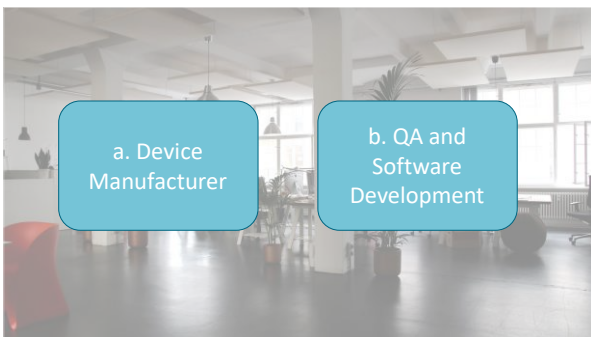 a. Device
Manufacturer
b. QA and
Software
Development